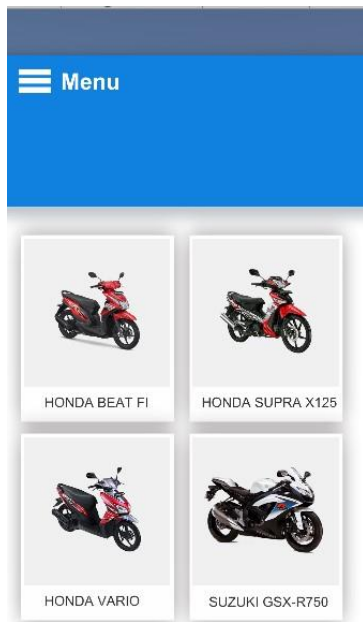 Menu
HONDA BEAT FI
HONDA SUPRA X125
HONDA VARIO
SUZUKI GSX-R750